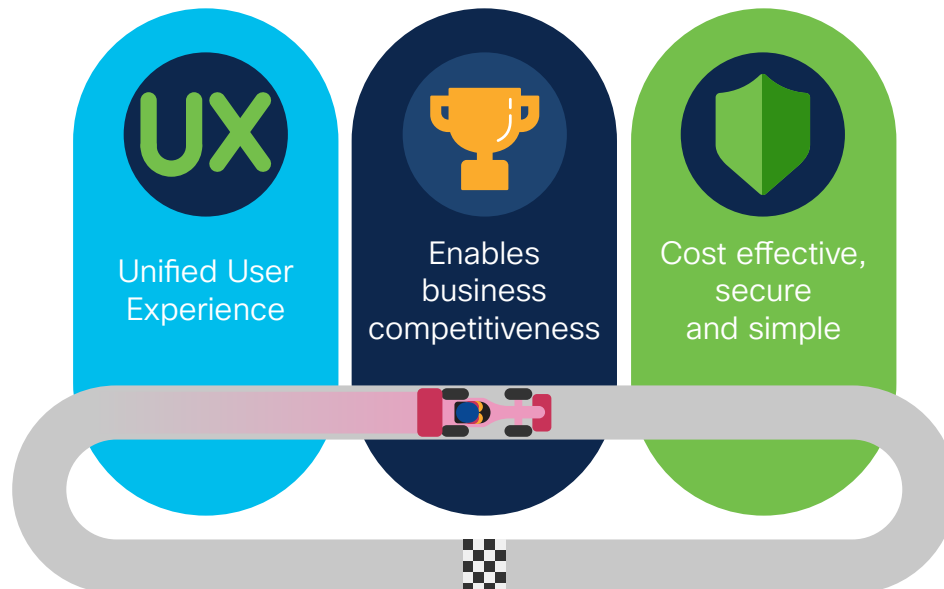 UX
Unified User
Experience
Enables
business
competitiveness
Cost effective,
secure
and simple